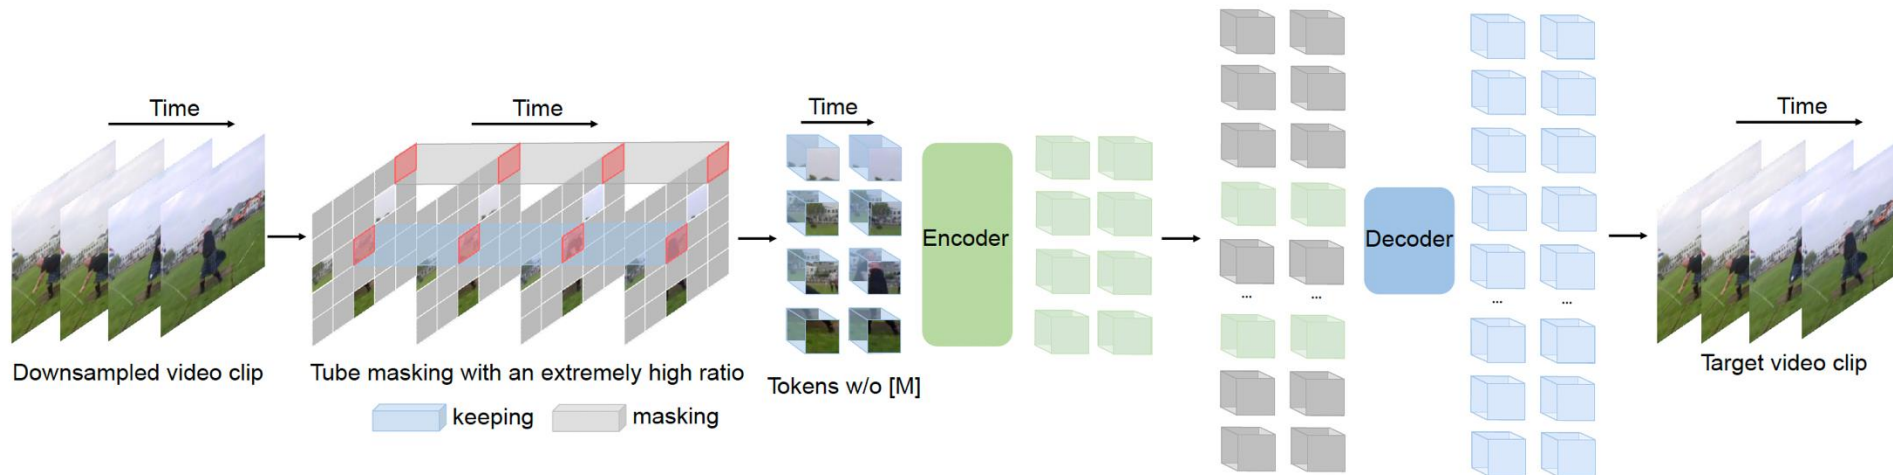 Time
Time
Time
Time
Encoder
Decoder
...
...
...
...
Downsampled video clip
Tube masking with an extremely high ratio
Tokens w/o [M]
Target video clip
keeping
masking